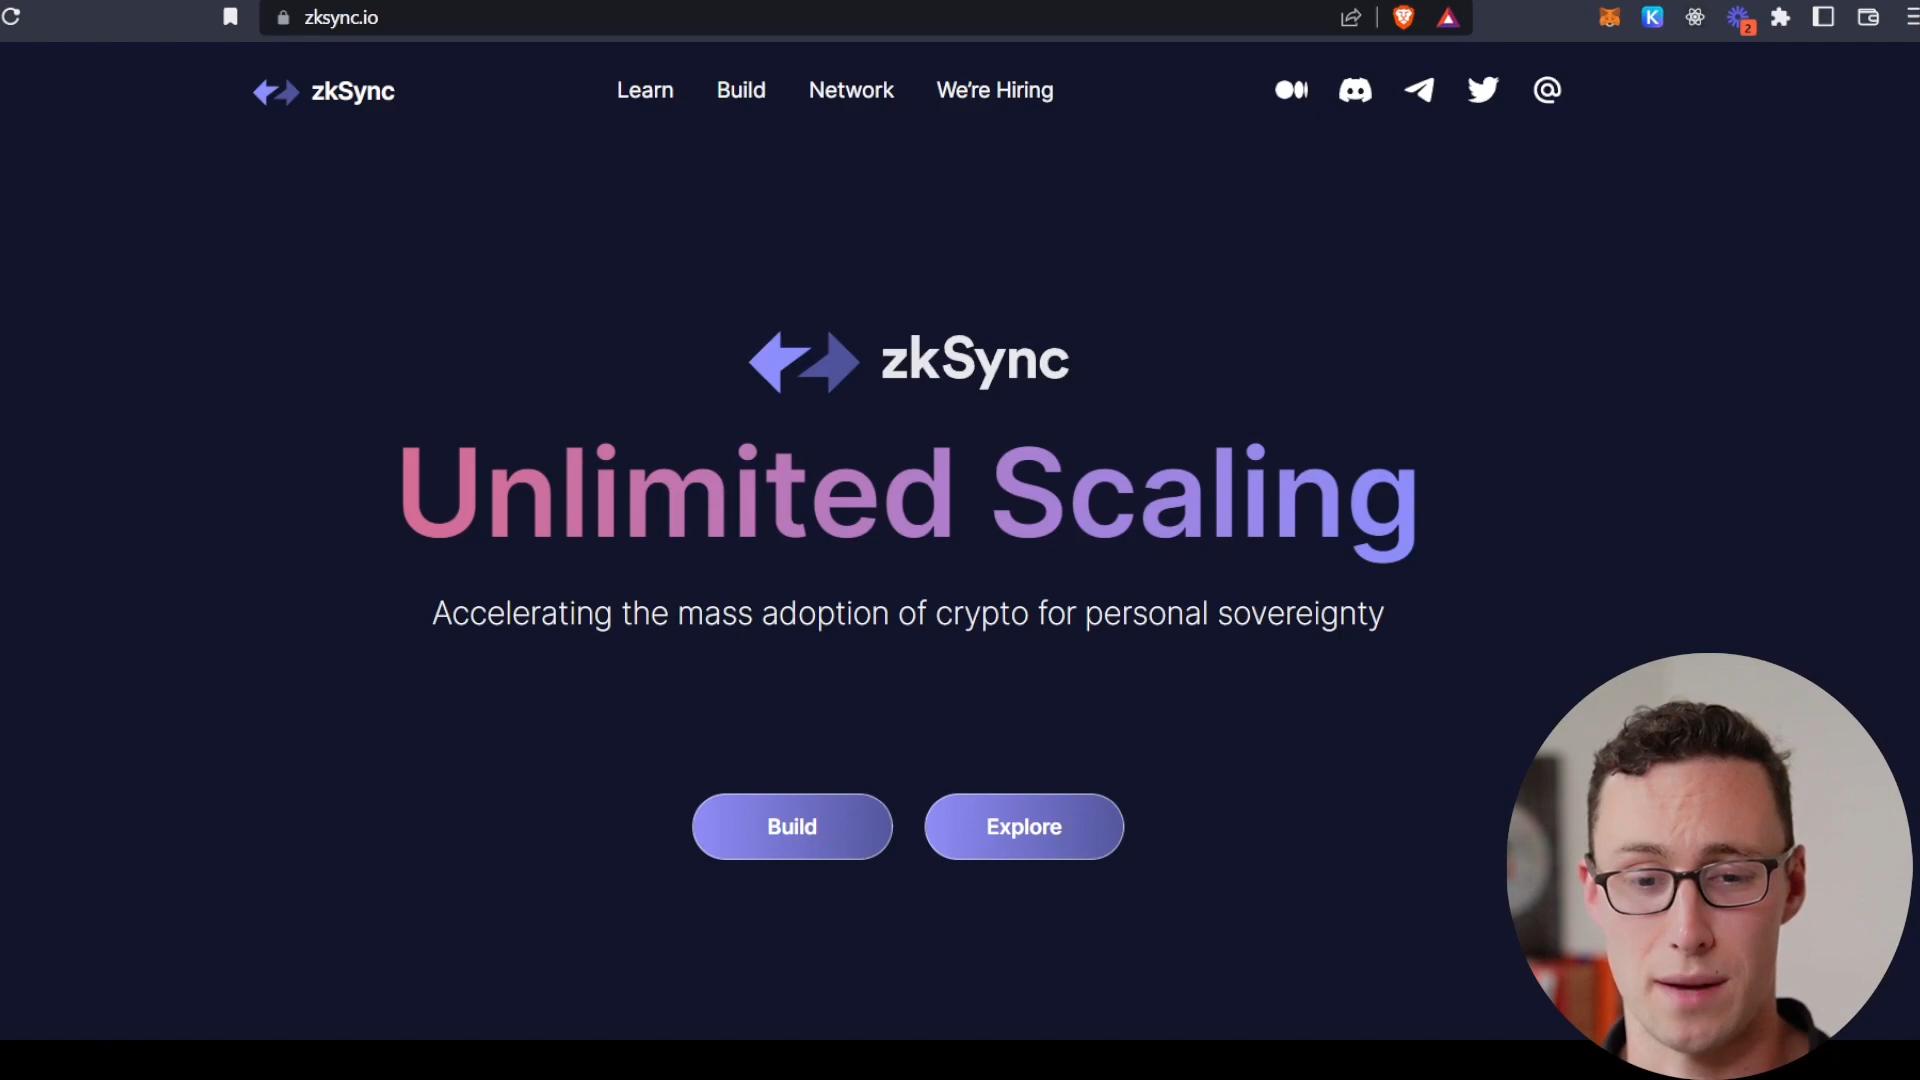 zksync.io
K
2
zkSync
Learn
Build
Network
We're Hiring
zkSync
Unlimited Scaling
Accelerating the mass adoption of crypto for personal sovereignty
Build
Explore